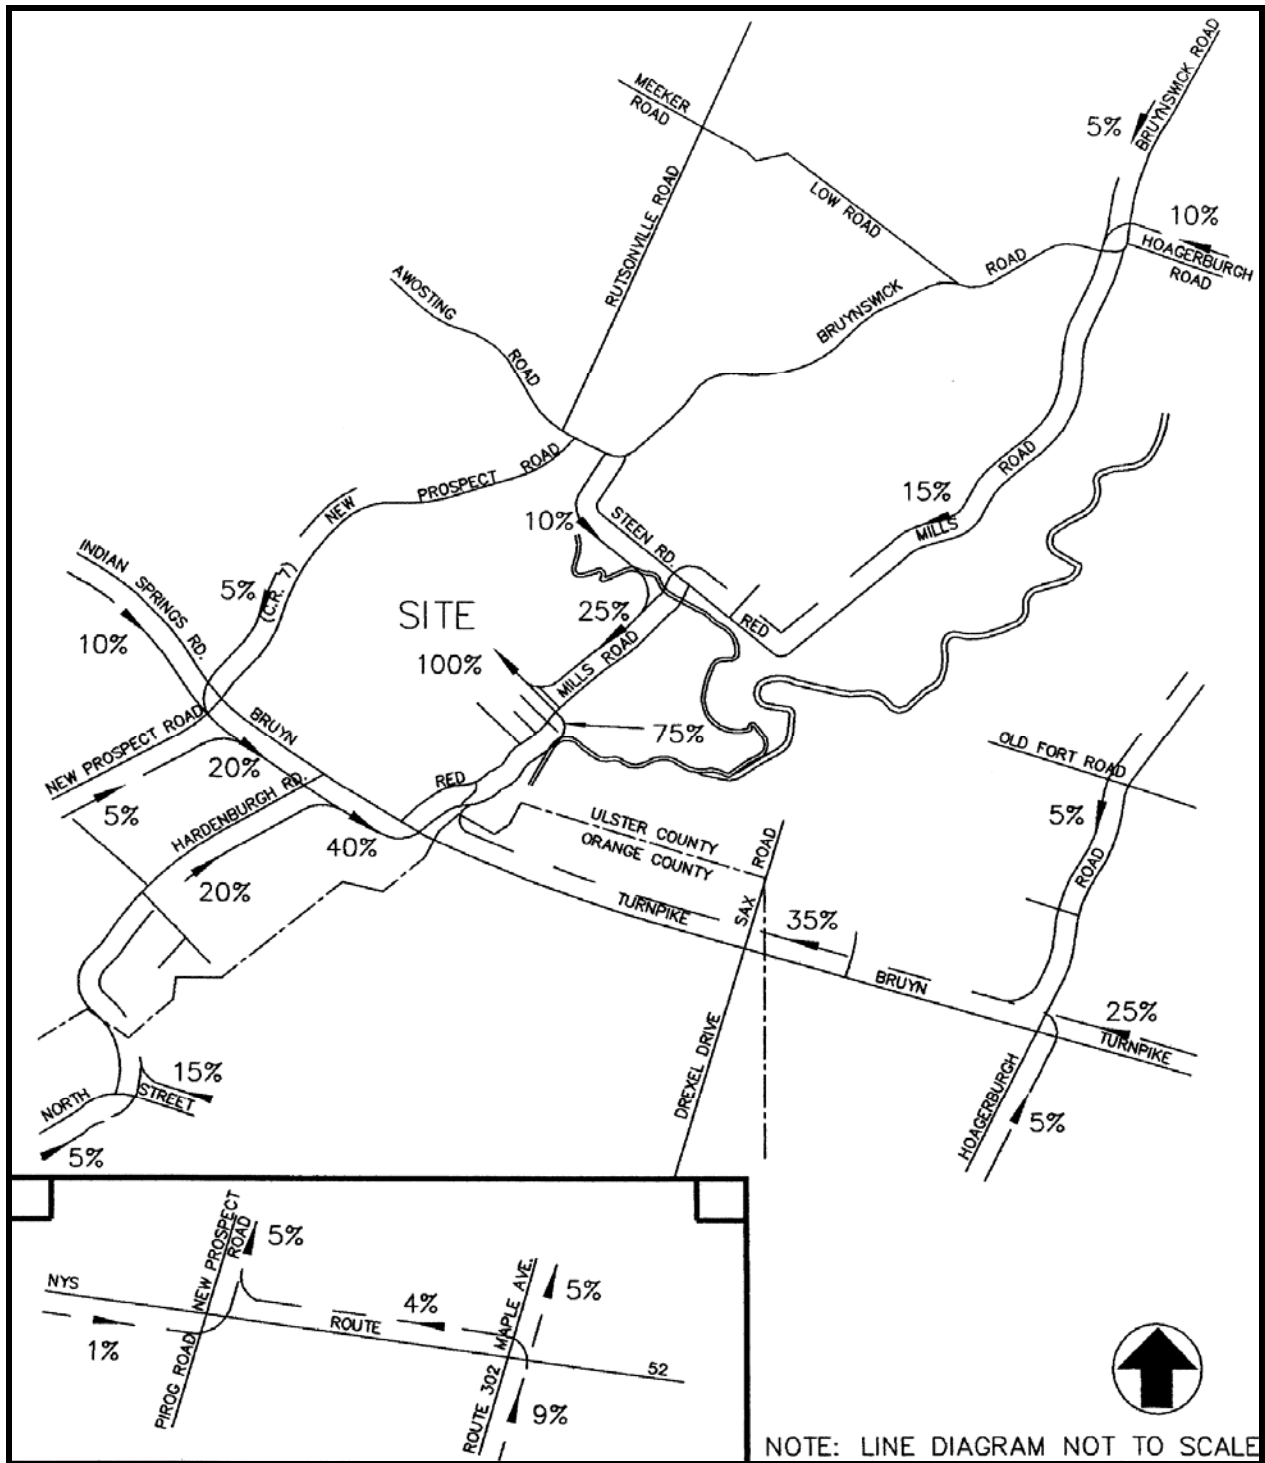 BRUYNSWICK ROAD
MEEKER
ROAD
5%
LOW ROAD
RUTSONVILLE ROAD
10%
HOAGERBURGH
ROAD
ROAD
BRUYNSWICK
AWOSTING
ROAD
ROAD
PROSPECT
NEW
(C.R. 7)
ROAD
15%
MILLS
10%
STEEN RD.
INDIAN SPRINGS RD.
5%
10%
SITE
25%
RED
100%
MILLS ROAD
75%
NEW PROSPECT ROAD
BRUYN
20%
RED
5%
HARDENBURGH RD.
40%
20%
OLD FORT ROAD
5%
ROAD
ULSTER COUNTY
ORANGE COUNTY
SAX
ROAD
TURNPIKE
35%
BRUYN
25%
TURNPIKE
DREXEL DRIVE
HOAGERBURGH
5%
15%
NORTH
STREET
5%
NEW PROSPECT
ROAD
5%
NYS
1%
4%
ROUTE
PIROG ROAD
MAPLE AVE.
5%
52
ROUTE 302
9%
NOTE: LINE DIAGRAM NOT TO SCALE